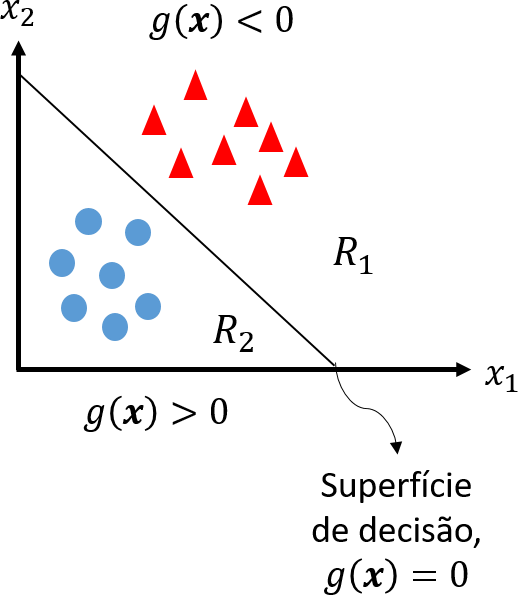 x₂
g(x) < 0
R₁
R₂
x₁
g(x) > 0
Superfície
de decisão,
g(x) = 0